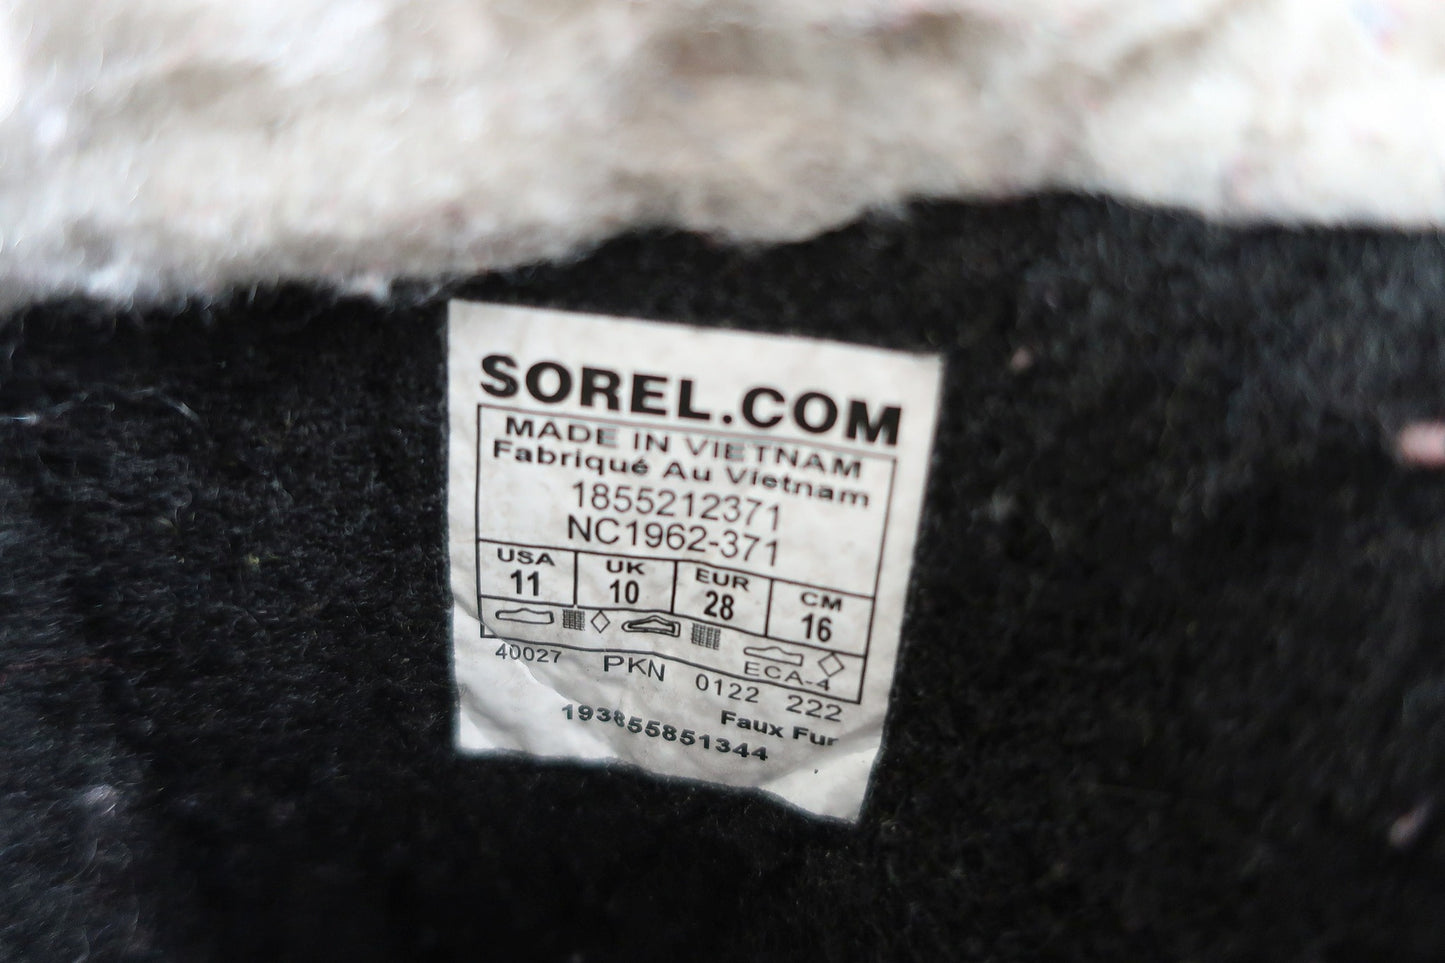 SOREL.COM
MADE IN VIETNAM
Fabriqué Au Vietnam
1855212371
NC1962-371
USA UK EUR CM
11 10 28 16
40027 PKN 0122 ECA-4 222
Faux Fur
193855851344